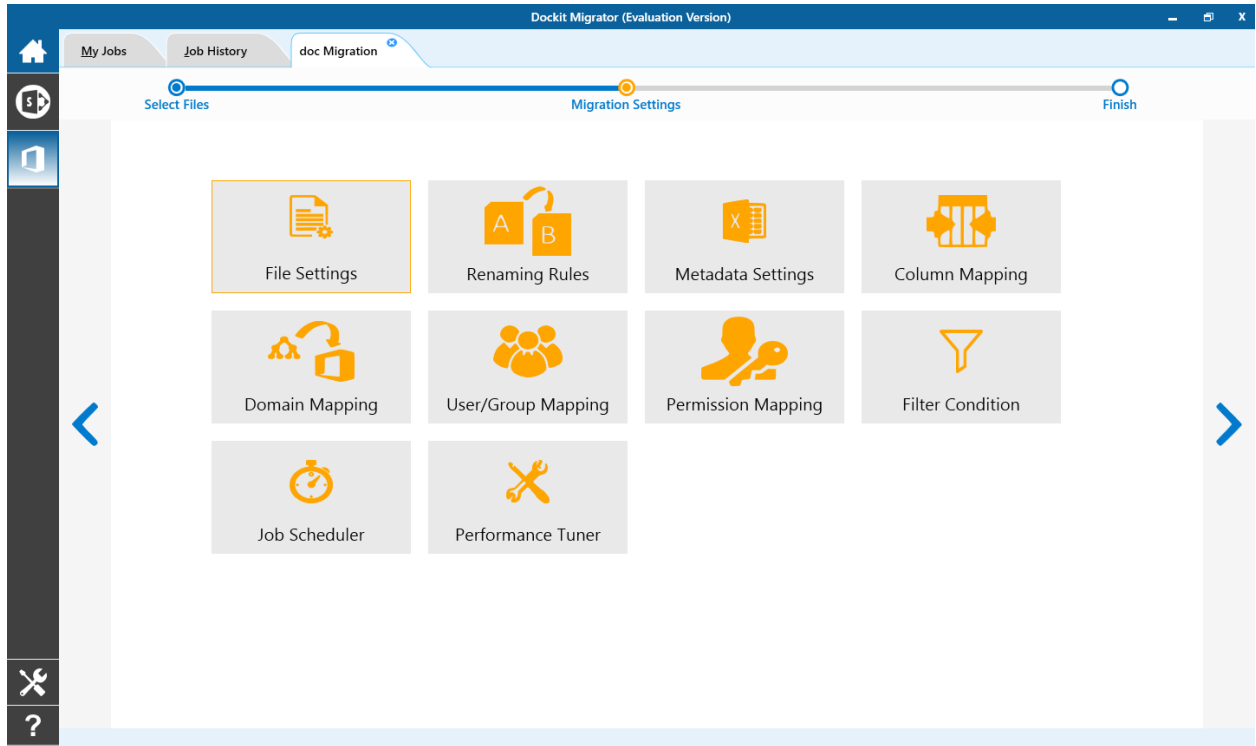 Dockit Migrator (Evaluation Version)
X
My Jobs
Job History
doc Migration
S
Select Files
Migration Settings
Finish
A
B
X
File Settings
Renaming Rules
Metadata Settings
Column Mapping
Domain Mapping
User/Group Mapping
Permission Mapping
Filter Condition
Job Scheduler
Performance Tuner
?